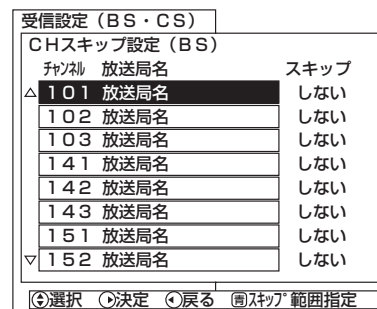 受信設定（BS・CS）
CHスキップ設定（BS）
チャンネル 放送局名 スキップ
△ 101 放送局名 しない
102 放送局名 しない
103 放送局名 しない
141 放送局名 しない
142 放送局名 しない
143 放送局名 しない
151 放送局名 しない
▽ 152 放送局名 しない
選択 決定 戻る 青 スキップ範囲指定